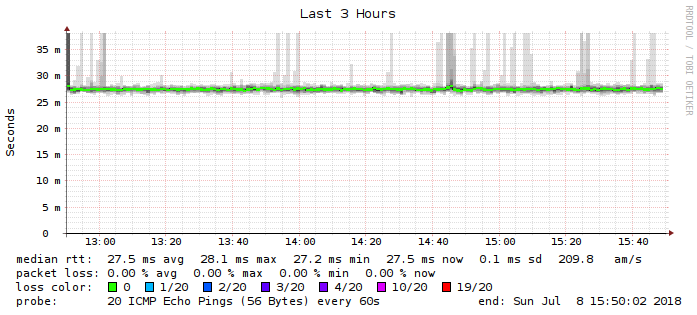 Last 3 Hours
RRDTOOL / TOBI OETIKER
Seconds
35 m
30 m
25 m
20 m
15 m
10 m
5 m
0
13:00 13:20 13:40 14:00 14:20 14:40 15:00 15:20 15:40
median rtt: 27.5 ms avg 28.1 ms max 27.2 ms min 27.5 ms now 0.1 ms sd 209.8 am/s
packet loss: 0.00 % avg 0.00 % max 0.00 % min 0.00 % now
loss color: 0 1/20 2/20 3/20 4/20 10/20 19/20
probe: 20 ICMP Echo Pings (56 Bytes) every 60s end: Sun Jul 8 15:50:02 2018